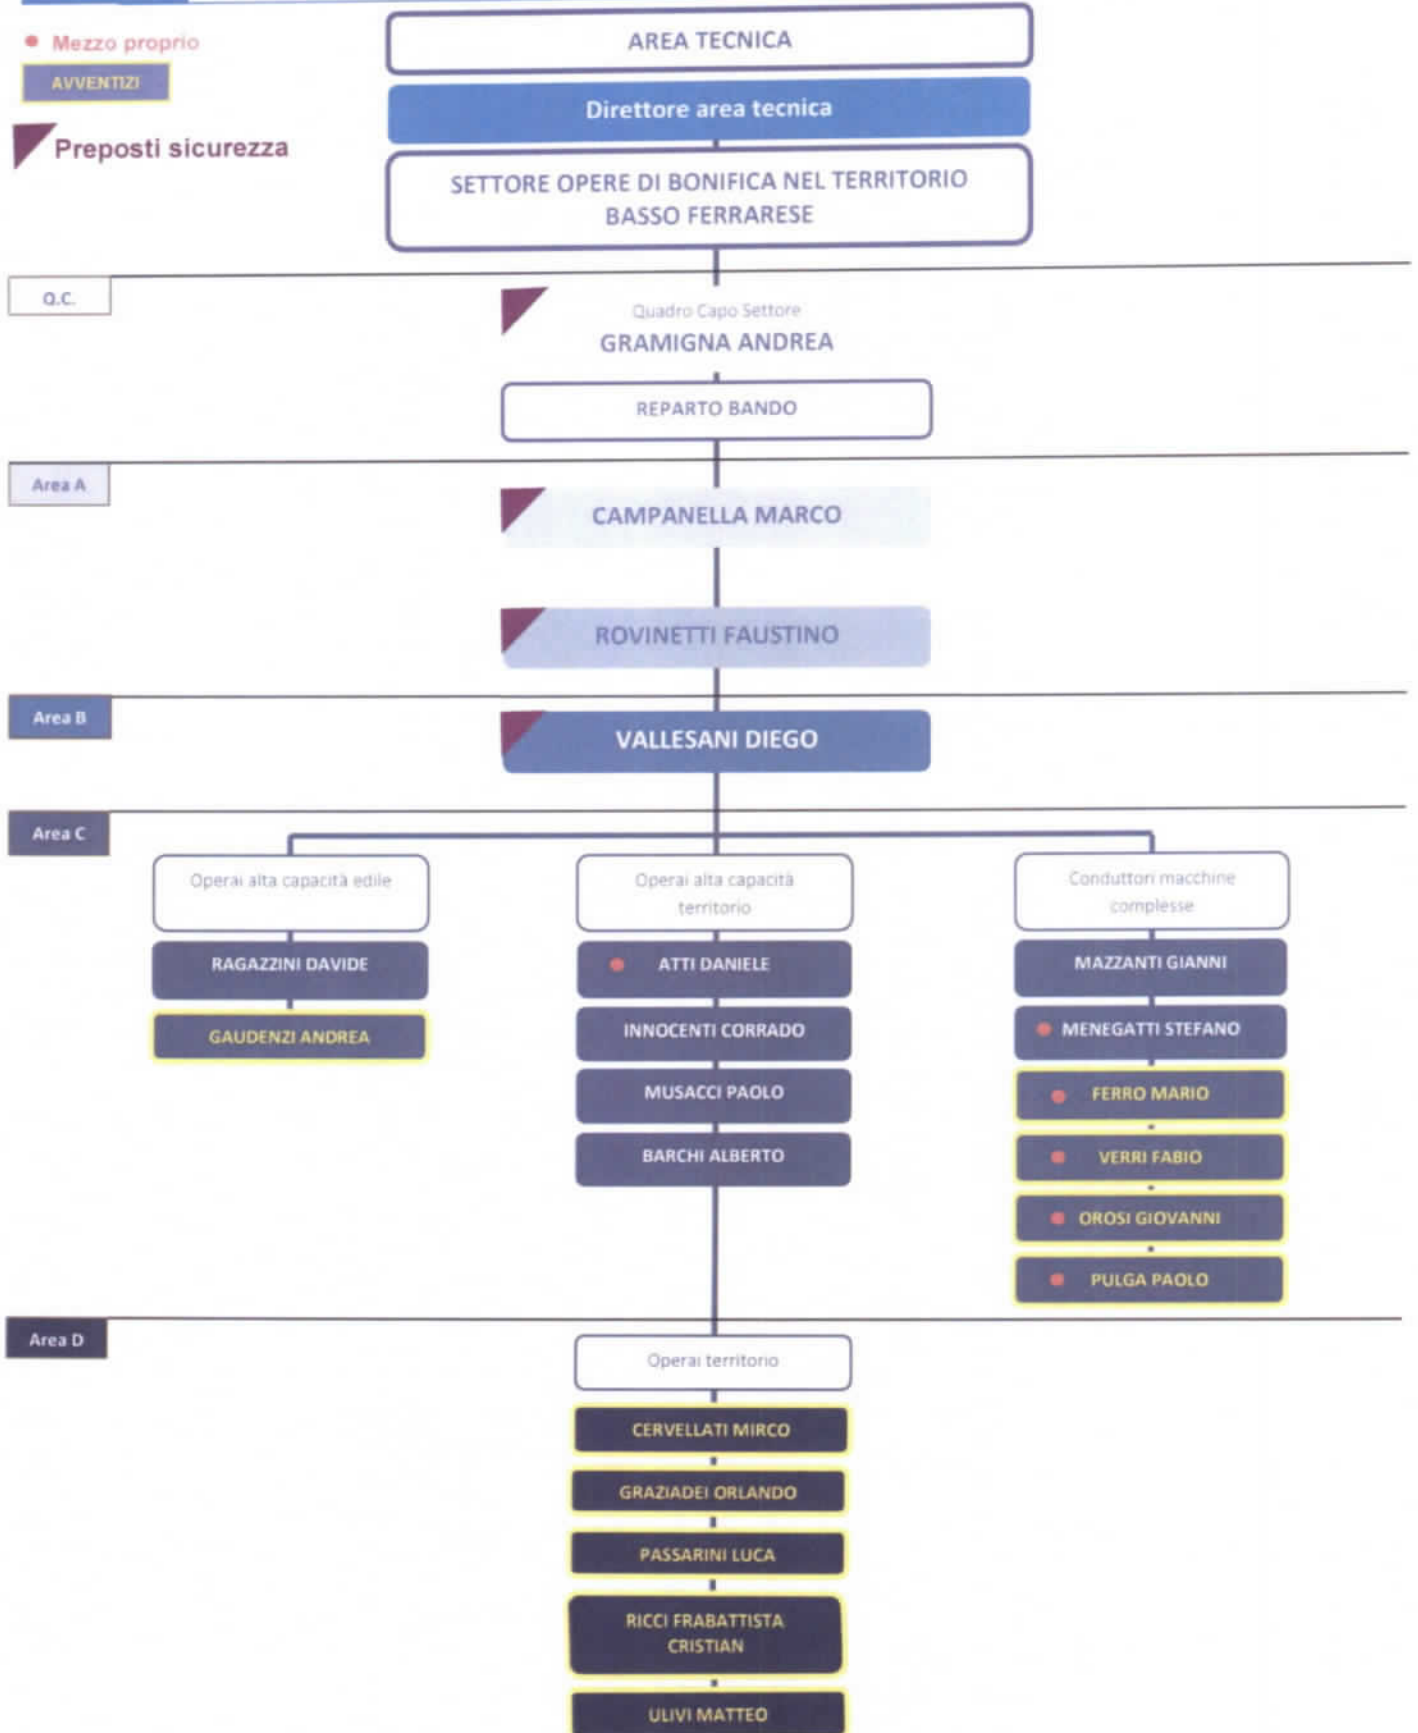 Mezzo proprio
AVVENTIZI
Preposti sicurezza
AREA TECNICA
Direttore area tecnica
SETTORE OPERE DI BONIFICA NEL TERRITORIO
BASSO FERRARESE
Q.C.
Quadro Capo Settore
GRAMIGNA ANDREA
REPARTO BANDO
Area A
CAMPANELLA MARCO
ROVINETTI FAUSTINO
Area B
VALLESANI DIEGO
Area C
Operai alta capacità edile
RAGAZZINI DAVIDE
GAUDENZI ANDREA
Operai alta capacità
territorio
ATTI DANIELE
INNOCENTI CORRADO
MUSACCI PAOLO
BARCHI ALBERTO
Conduttori macchine
complesse
MAZZANTI GIANNI
MENEGATTI STEFANO
FERRO MARIO
VERRI FABIO
OROSI GIOVANNI
PULGA PAOLO
Area D
Operai territorio
CERVELLATI MIRCO
GRAZIADEI ORLANDO
PASSARINI LUCA
RICCI FRABATTISTA
CRISTIAN
ULIVI MATTEO